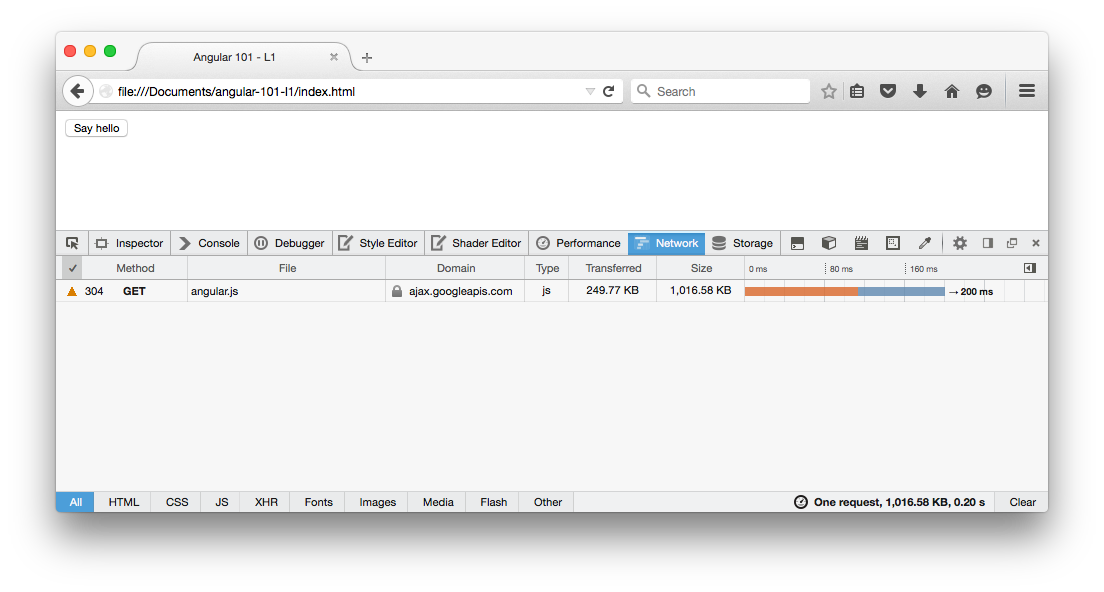 Angular 101 - L1
file:///Documents/angular-101-l1/index.html Search
Say hello
Inspector Console Debugger Style Editor Shader Editor Performance Network Storage
Method File Domain Type Transferred Size 0 ms 80 ms 160 ms
304 GET angular.js ajax.googleapis.com js 249.77 KB 1,016.58 KB → 200 ms
All HTML CSS JS XHR Fonts Images Media Flash Other One request, 1,016.58 KB, 0.20 s Clear